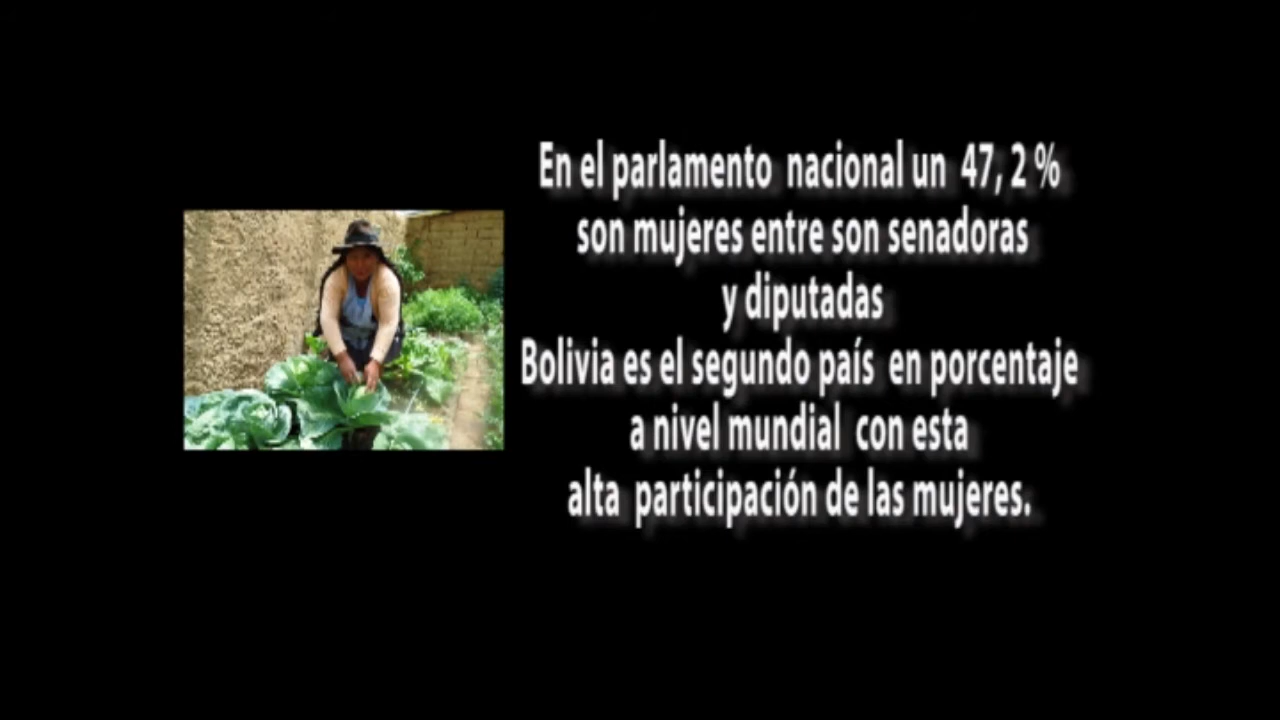 En el parlamento nacional un 47, 2 %
son mujeres entre son senadoras
y diputadas
Bolivia es el segundo país en porcentaje
a nivel mundial con esta
alta participación de las mujeres.